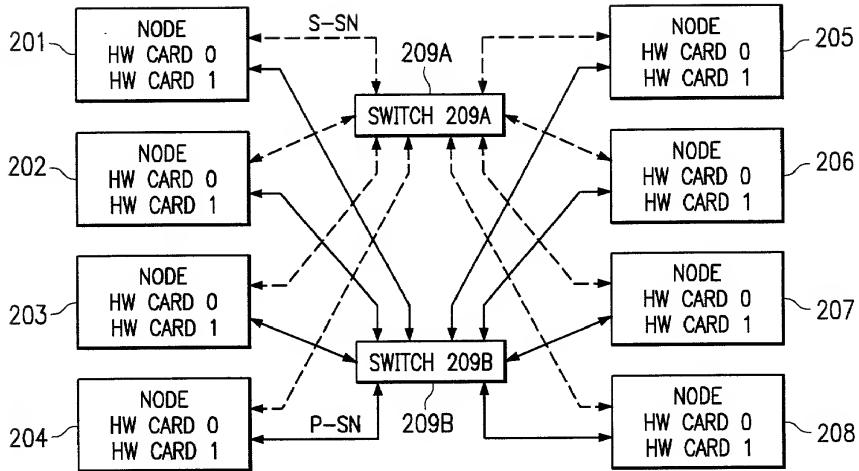 201
NODE
HW CARD 0
HW CARD 1
S-SN
209A
SWITCH 209A
NODE
HW CARD 0
HW CARD 1
205
202
NODE
HW CARD 0
HW CARD 1
NODE
HW CARD 0
HW CARD 1
206
203
NODE
HW CARD 0
HW CARD 1
NODE
HW CARD 0
HW CARD 1
207
SWITCH 209B
209B
204
NODE
HW CARD 0
HW CARD 1
P-SN
NODE
HW CARD 0
HW CARD 1
208